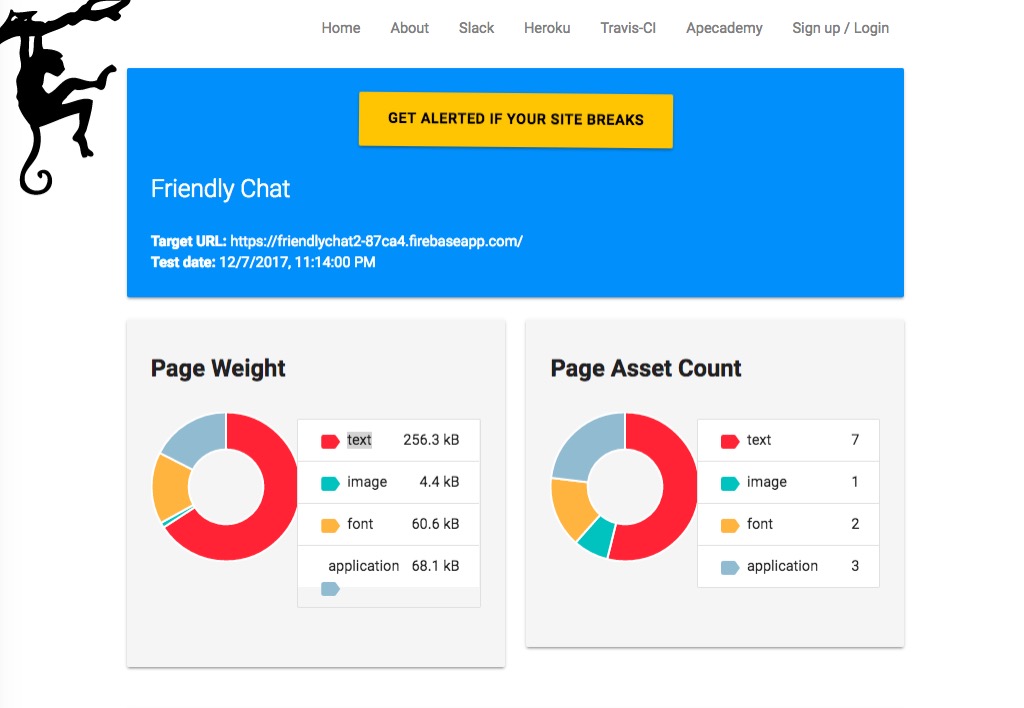 Home About Slack Heroku Travis-CI Apecademy Sign up / Login
GET ALERTED IF YOUR SITE BREAKS
Friendly Chat
Target URL: https://friendlychat2-87ca4.firebaseapp.com/
Test date: 12/7/2017, 11:14:00 PM
Page Weight
text 256.3 kB
image 4.4 kB
font 60.6 kB
application 68.1 kB
Page Asset Count
text 7
image 1
font 2
application 3